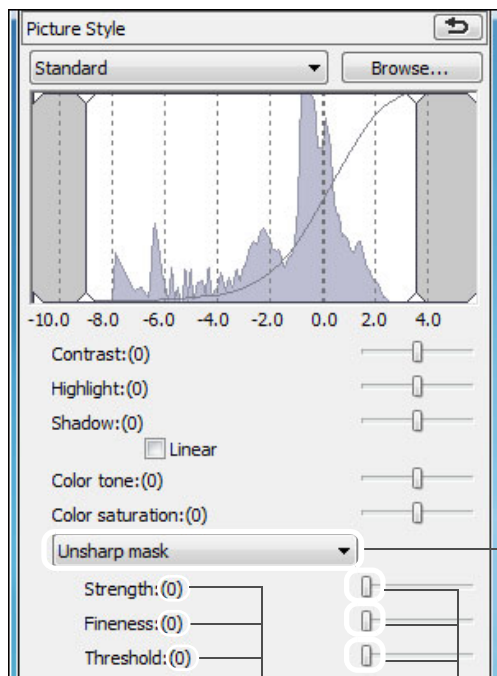 Picture Style
Standard Browse...
-10.0 -8.0 -6.0 -4.0 -2.0 0.0 2.0 4.0
Contrast:(0)
Highlight:(0)
Shadow:(0)
Linear
Color tone:(0)
Color saturation:(0)
Unsharp mask
Strength:(0)
Fineness:(0)
Threshold:(0)